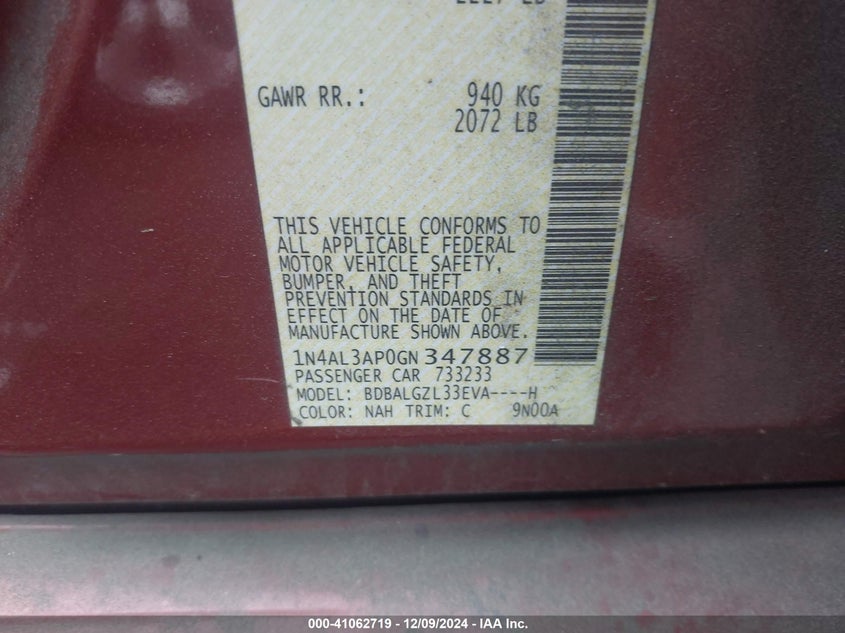 GAWR RR.: 940 KG
2072 LB
THIS VEHICLE CONFORMS TO
ALL APPLICABLE FEDERAL
MOTOR VEHICLE SAFETY,
BUMPER, AND THEFT
PREVENTION STANDARDS IN
EFFECT ON THE DATE OF
MANUFACTURE SHOWN ABOVE.
1N4AL3AP0GN347887
PASSENGER CAR 733233
MODEL: BDBALGZL33EVA----H
COLOR: NAH TRIM: C 9N00A
000-41062719 - 12/09/2024 - IAA Inc.